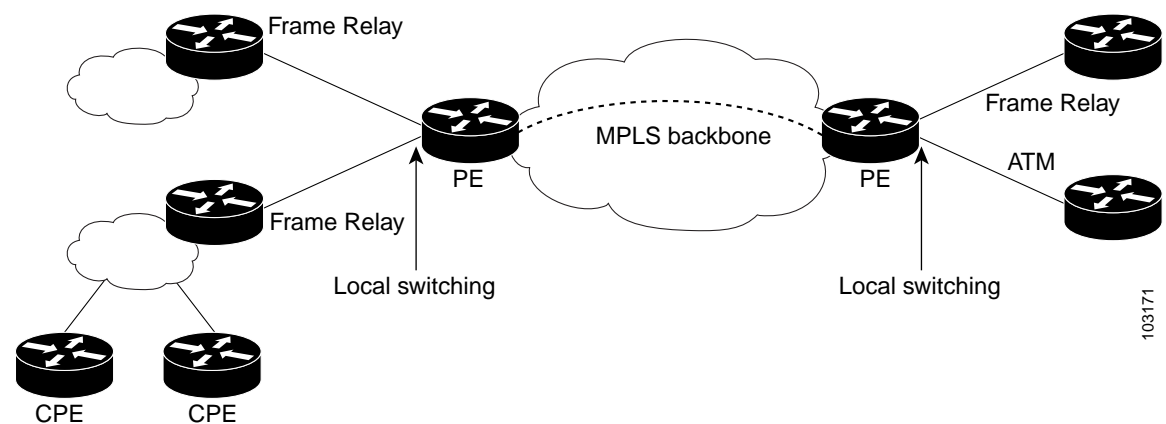 Frame Relay
Frame Relay
MPLS backbone
PE
PE
ATM
Frame Relay
Local switching
Local switching
103171
CPE
CPE